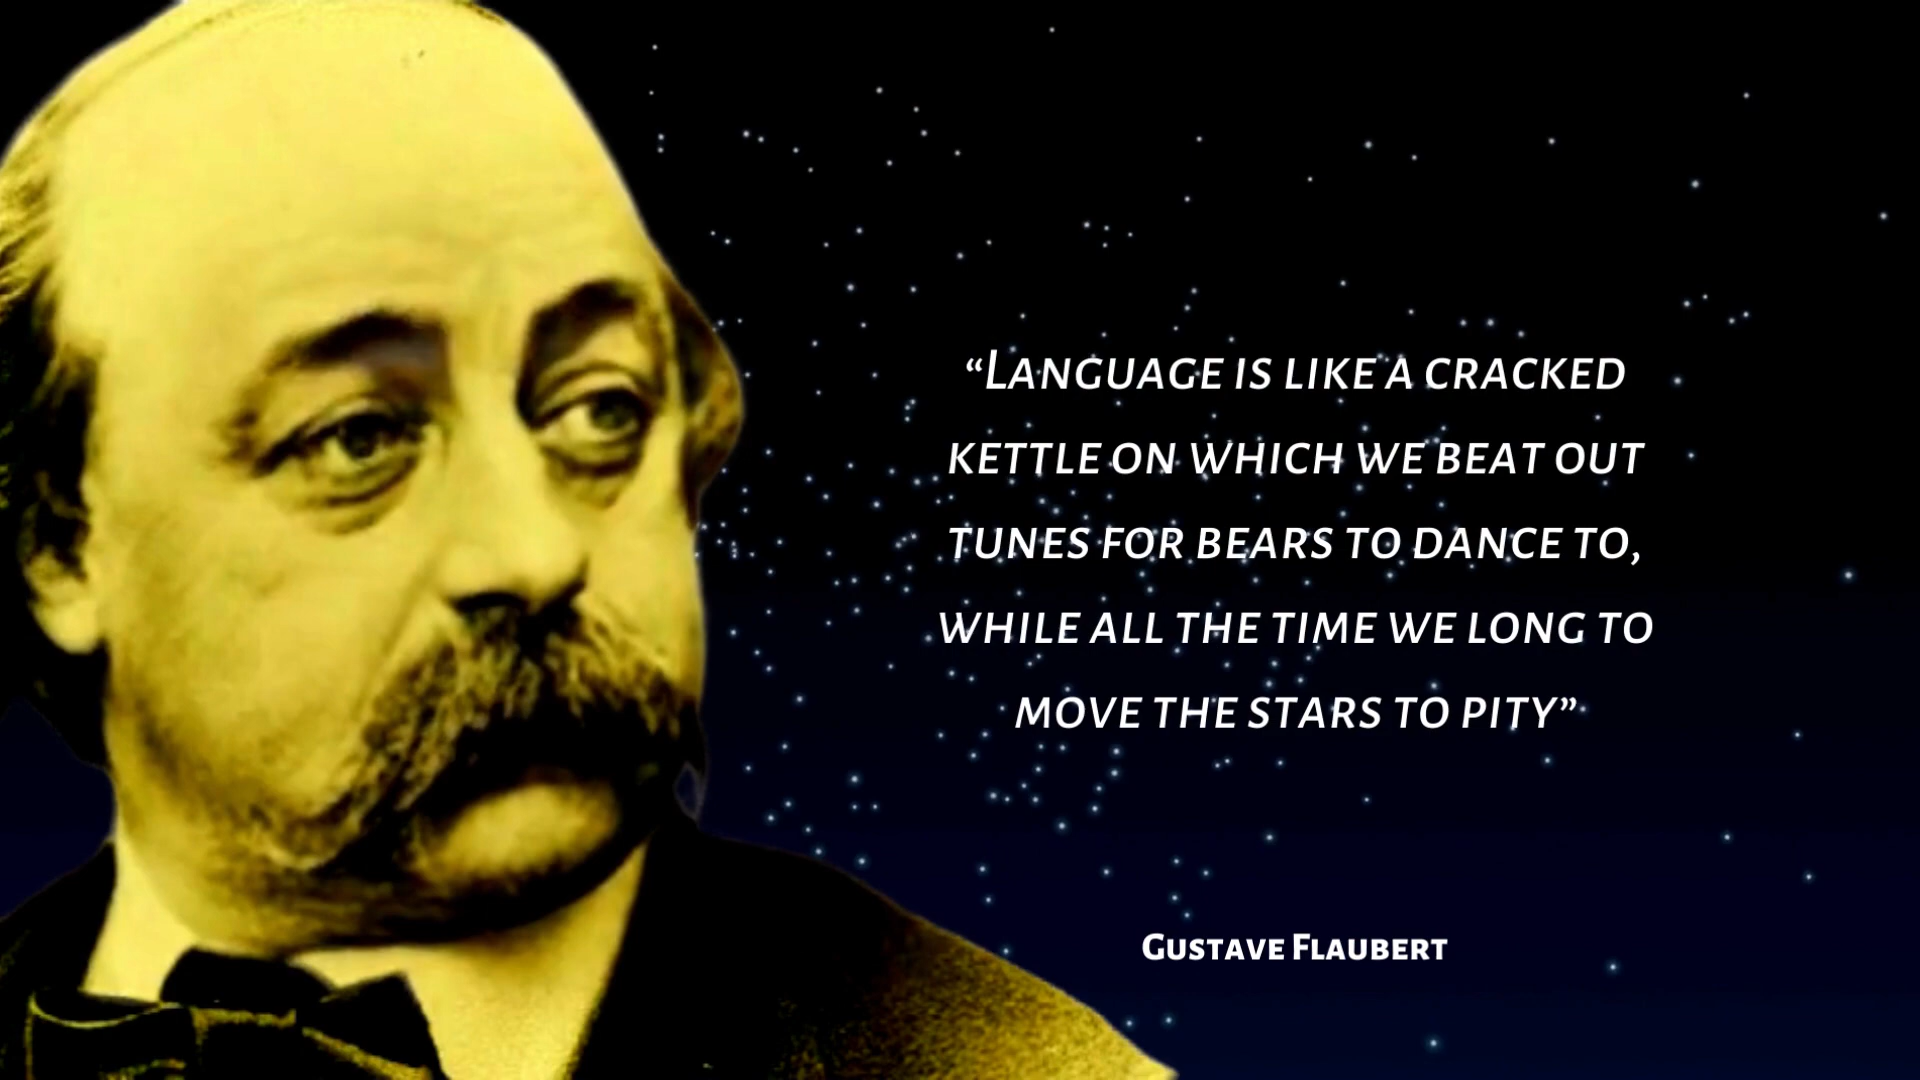 “Language is like a cracked
kettle on which we beat out
tunes for bears to dance to,
while all the time we long to
move the stars to pity”
Gustave Flaubert